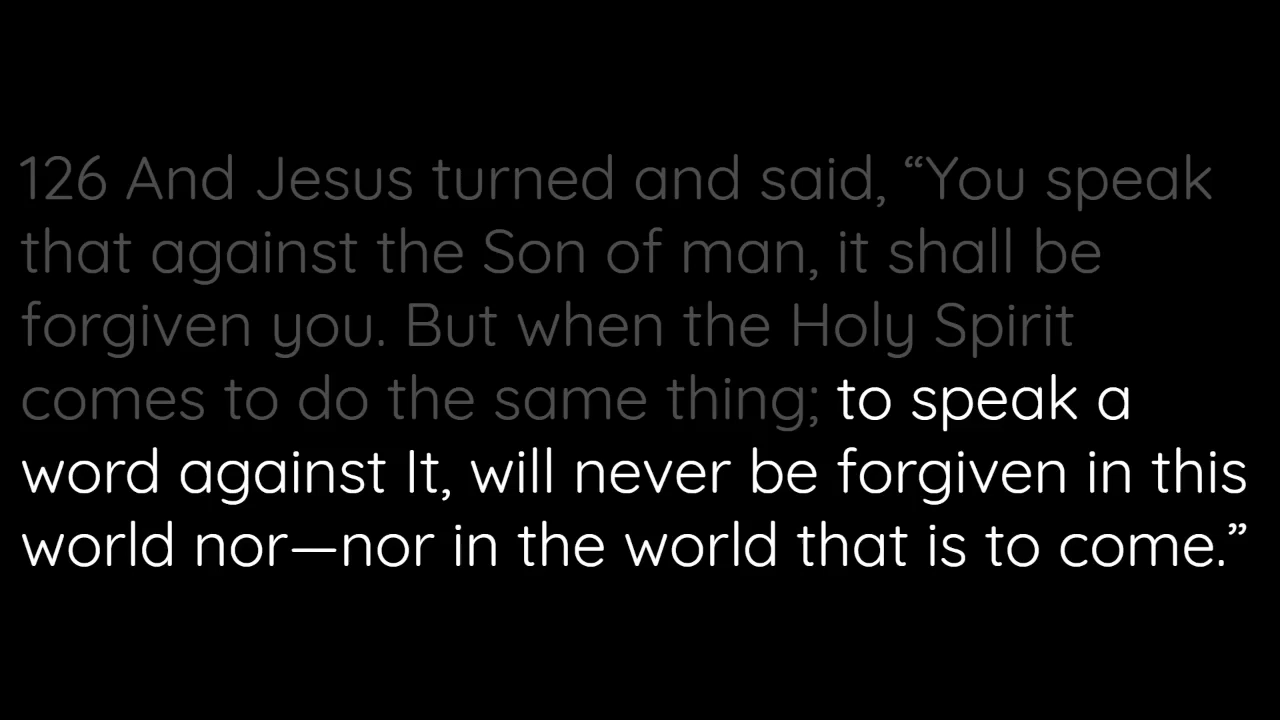 126 And Jesus turned and said, “You speak
that against the Son of man, it shall be
forgiven you. But when the Holy Spirit
comes to do the same thing; to speak a
word against It, will never be forgiven in this
world nor—nor in the world that is to come.”